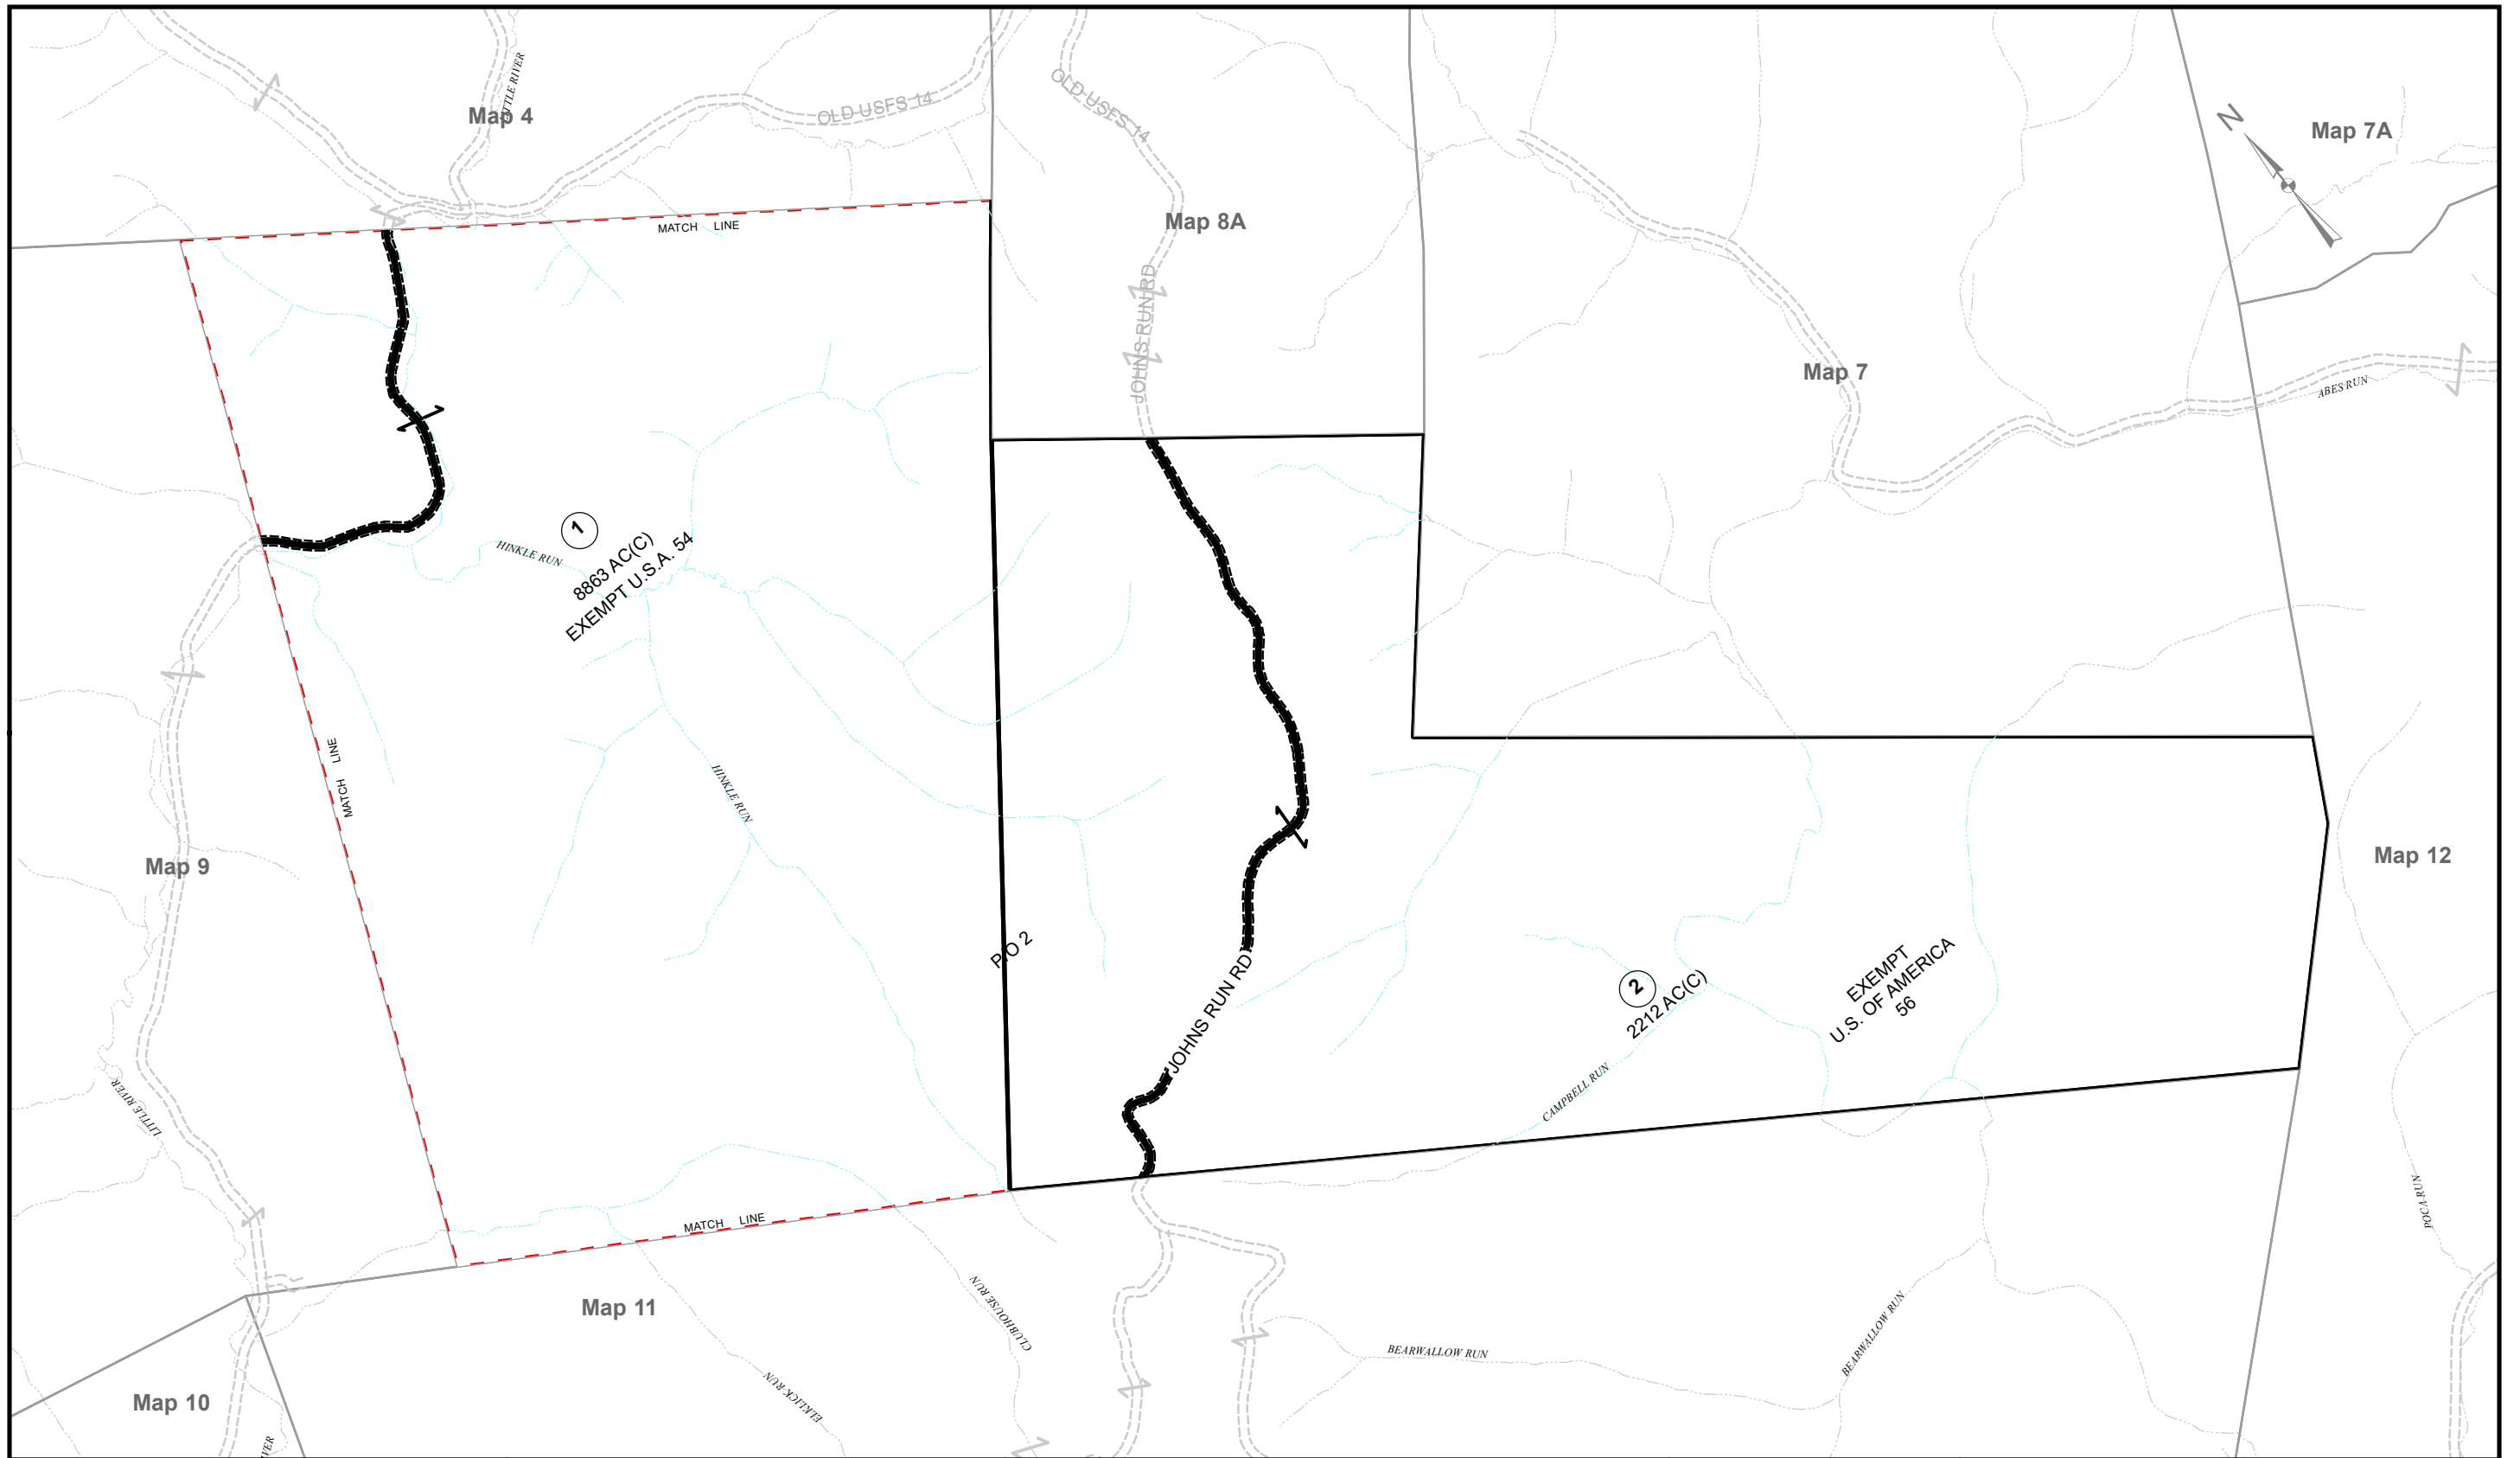 LITTLE RIVER
Map 4
OLD USFS 14
OLD USFS 14
N
Map 7A
MATCH LINE
Map 8A
JOHNS RUN RD
Map 7
ABES RUN
1
8863 AC(C)
EXEMPT U.S.A. 54
HINKLE RUN
MATCH LINE
HINKLE RUN
Map 9
P/O 2
JOHNS RUN RD
2
2212 AC(C)
EXEMPT
U.S. OF AMERICA
56
Map 12
CAMPBELL RUN
LITTLE RIVER
MATCH LINE
POCA RUN
Map 11
CLUBHOUSE RUN
BEARWALLOW RUN
BEARWALLOW RUN
ELKLICK RUN
Map 10